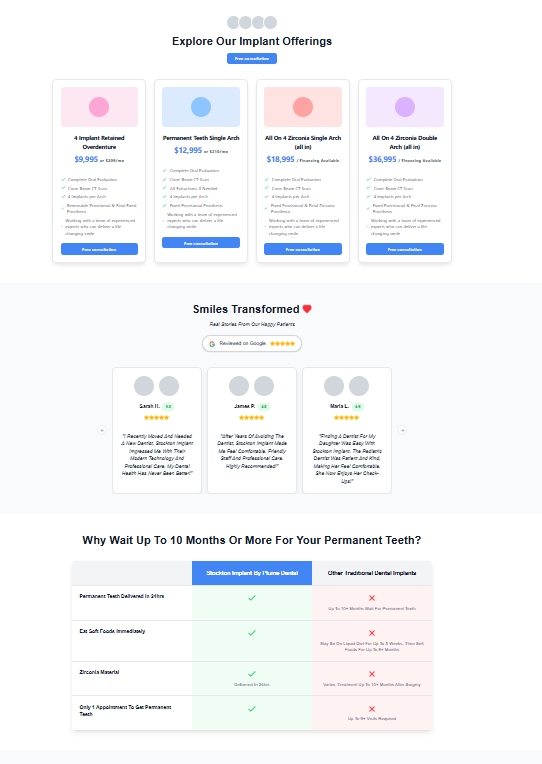 Explore Our Implant Offerings
Free consultation
4 Implant Retained
Overdenture
$9,995 or $209/mo
Complete Oral Evaluation
Cone Beam CT Scan
4 Implants per Arch
Removable Provisional & Final Fixed
Prosthesis
Working with a team of experienced
experts who can deliver a life
changing smile
Free consultation
Permanent Teeth Single Arch
$12,995 or $210/mo
Complete Oral Evaluation
Cone Beam CT Scan
All Extractions If Needed
4 Implants per Arch
Fixed Provisional Prosthesis
Working with a team of experienced
experts who can deliver a life
changing smile
Free consultation
All On 4 Zirconia Single Arch
(all in)
$18,995 / Financing Available
Complete Oral Evaluation
Cone Beam CT Scan
4 Implants per Arch
Fixed Provisional & Final Zirconia
Prosthesis
Working with a team of experienced
experts who can deliver a life
changing smile
Free consultation
All On 4 Zirconia Double
Arch (all in)
$36,995 / Financing Available
Complete Oral Evaluation
Cone Beam CT Scan
4 Implants per Arch
Fixed Provisional & Final Zirconia
Prosthesis
Working with a team of experienced
experts who can deliver a life
changing smile
Free consultation
Smiles Transformed
Real Stories From Our Happy Patients
Reviewed on Google
Sarah H.
"I Recently Moved And Needed
A New Dentist. Stockton Implant
Impressed Me With Their
Modern Technology And
Professional Care. My Dental
Health Has Never Been Better!"
James P.
"After Years Of Avoiding The
Dentist, Stockton Implant Made
Me Feel Comfortable. Friendly
Staff And Professional Care.
Highly Recommended!"
Maria L.
"Finding A Dentist For My
Daughter Was Easy With
Stockton Implant. The Pediatric
Dentist Was Patient And Kind,
Making Her Feel Comfortable.
She Now Enjoys Her Check-
Ups!"
Why Wait Up To 10 Months Or More For Your Permanent Teeth?
Stockton Implant By Plume Dental
Other Traditional Dental Implants
Permanent Teeth Delivered In 24hrs
Up To 10+ Months Wait For Permanent Teeth
Eat Soft Foods Immediately
May Be On Liquid Diet For Up To 6 Weeks, Then Soft
Foods For Up To 8+ Months
Zirconia Material
Delivered In 24hrs
Varies, Treatment Up To 10+ Months After Surgery
Only 1 Appointment To Get Permanent
Teeth
Up To 9+ Visits Required